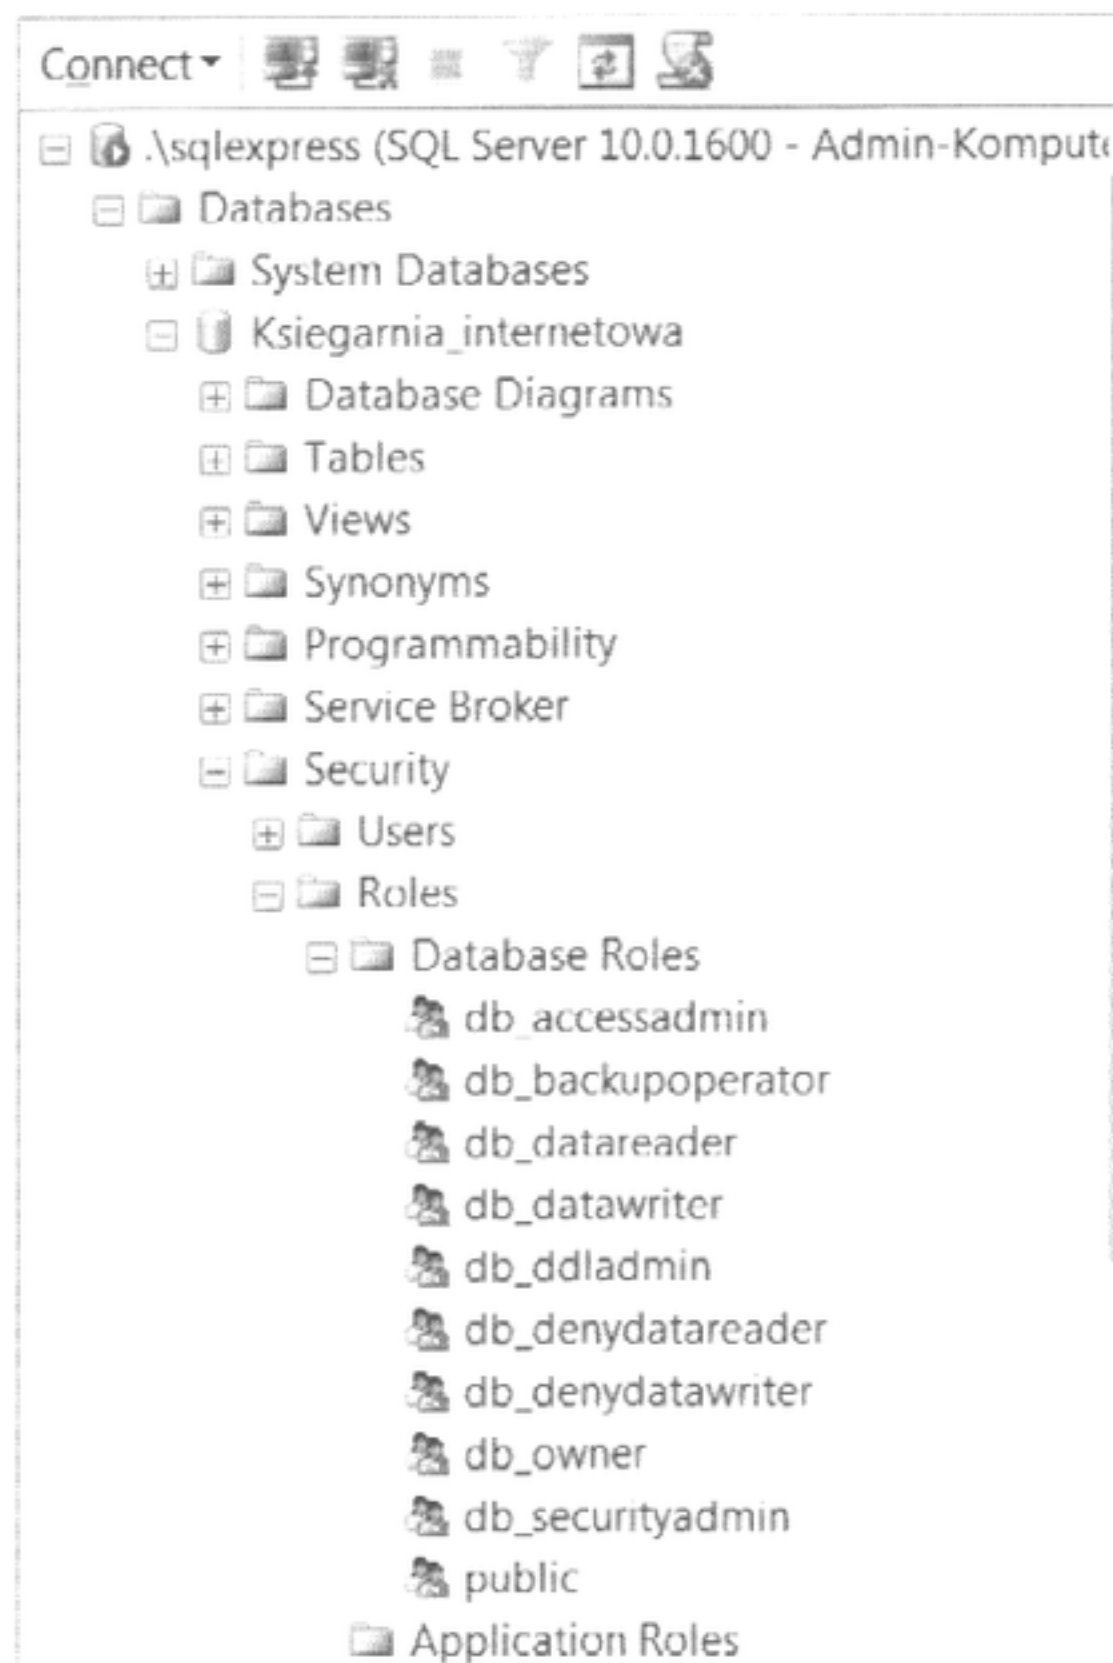 Connect
.\sqlexpress (SQL Server 10.0.1600 - Admin-Kompute
Databases
System Databases
Ksiegarnia_internetowa
Database Diagrams
Tables
Views
Synonyms
Programmability
Service Broker
Security
Users
Roles
Database Roles
db_accessadmin
db_backupoperator
db_datareader
db_datawriter
db_ddladmin
db_denydatareader
db_denydatawriter
db_owner
db_securityadmin
public
Application Roles